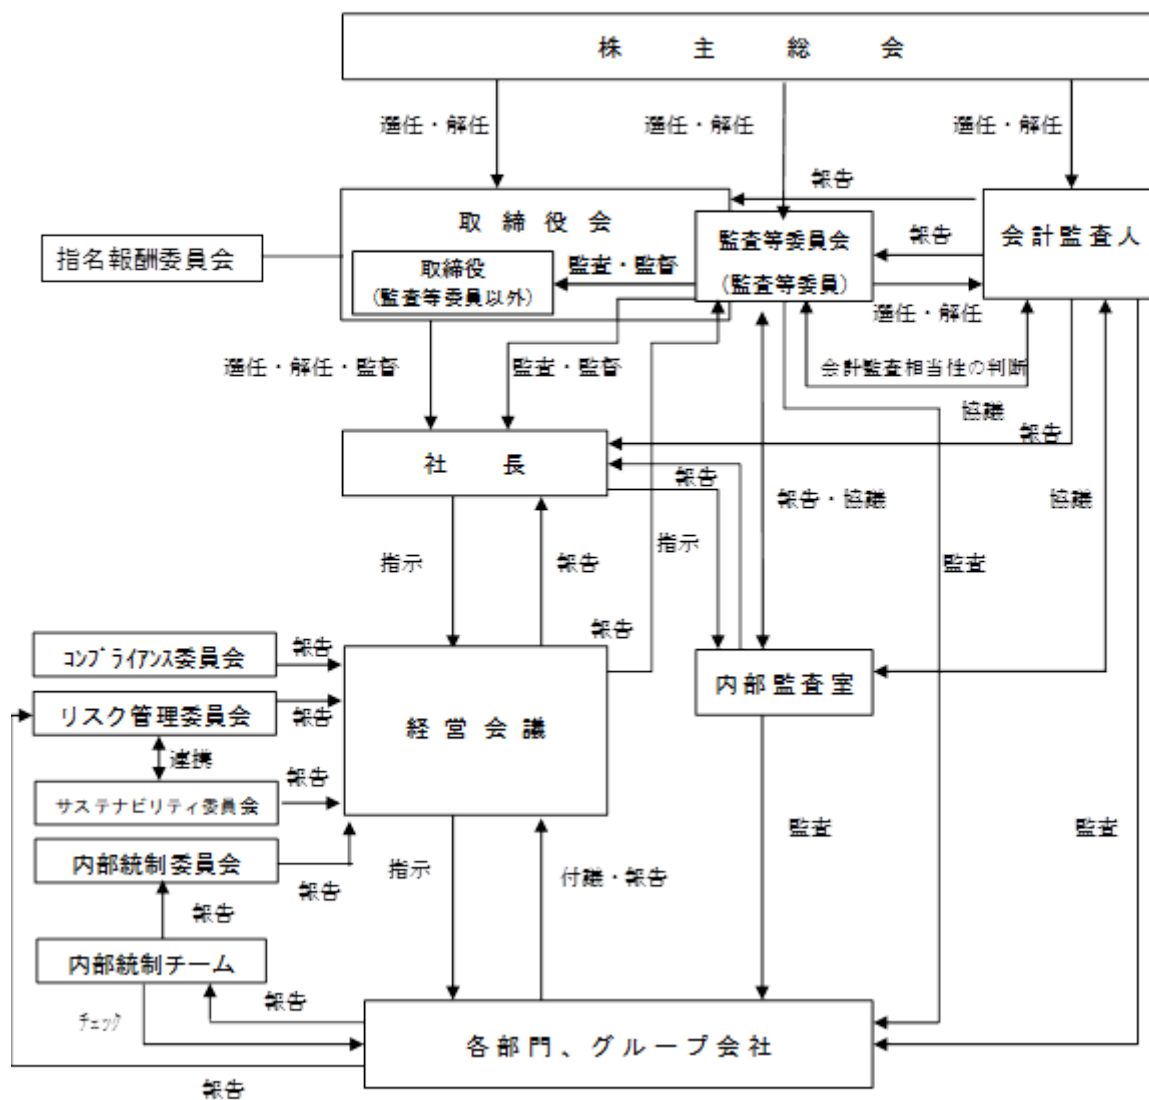 株主総会
選任・解任
選任・解任
選任・解任
報告
取締役会
監査等委員会
(監査等委員)
報告
会計監査人
指名報酬委員会
取締役
(監査等委員以外)
監査・監督
選任・解任
選任・解任・監督
監査・監督
会計監査相当性の判断
協議
報告
社長
報告
報告・協議
協議
指示
報告
指示
監査
報告
コンプライアンス委員会
報告
内部監査室
リスク管理委員会
報告
経営会議
連携
サステナビリティ委員会
報告
監査
監査
内部統制委員会
報告
指示
付議・報告
報告
内部統制チーム
報告
チェック
各部門、グループ会社
報告